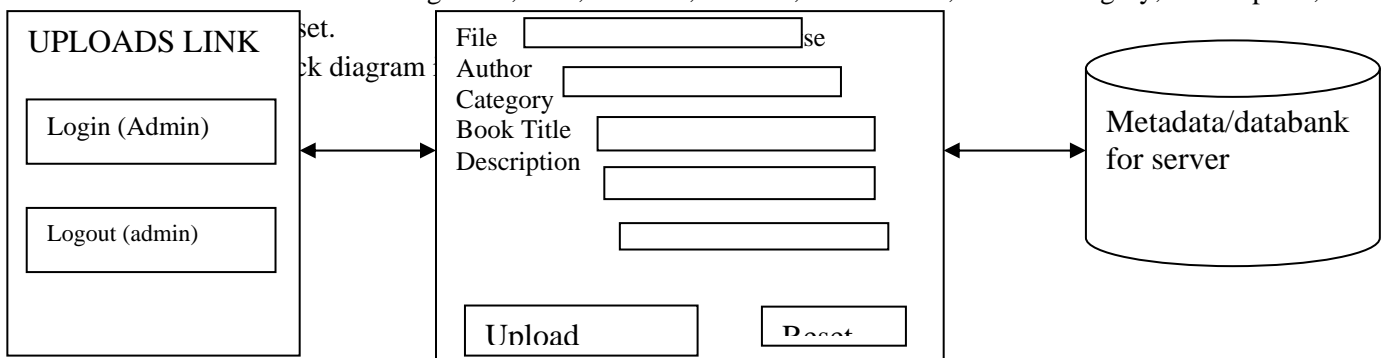 set.
ck diagram
UPLOADS LINK
Login (Admin)
Logout (admin)
File se
Author
Category
Book Title
Description
Upload
Reset
Metadata/databank
for server